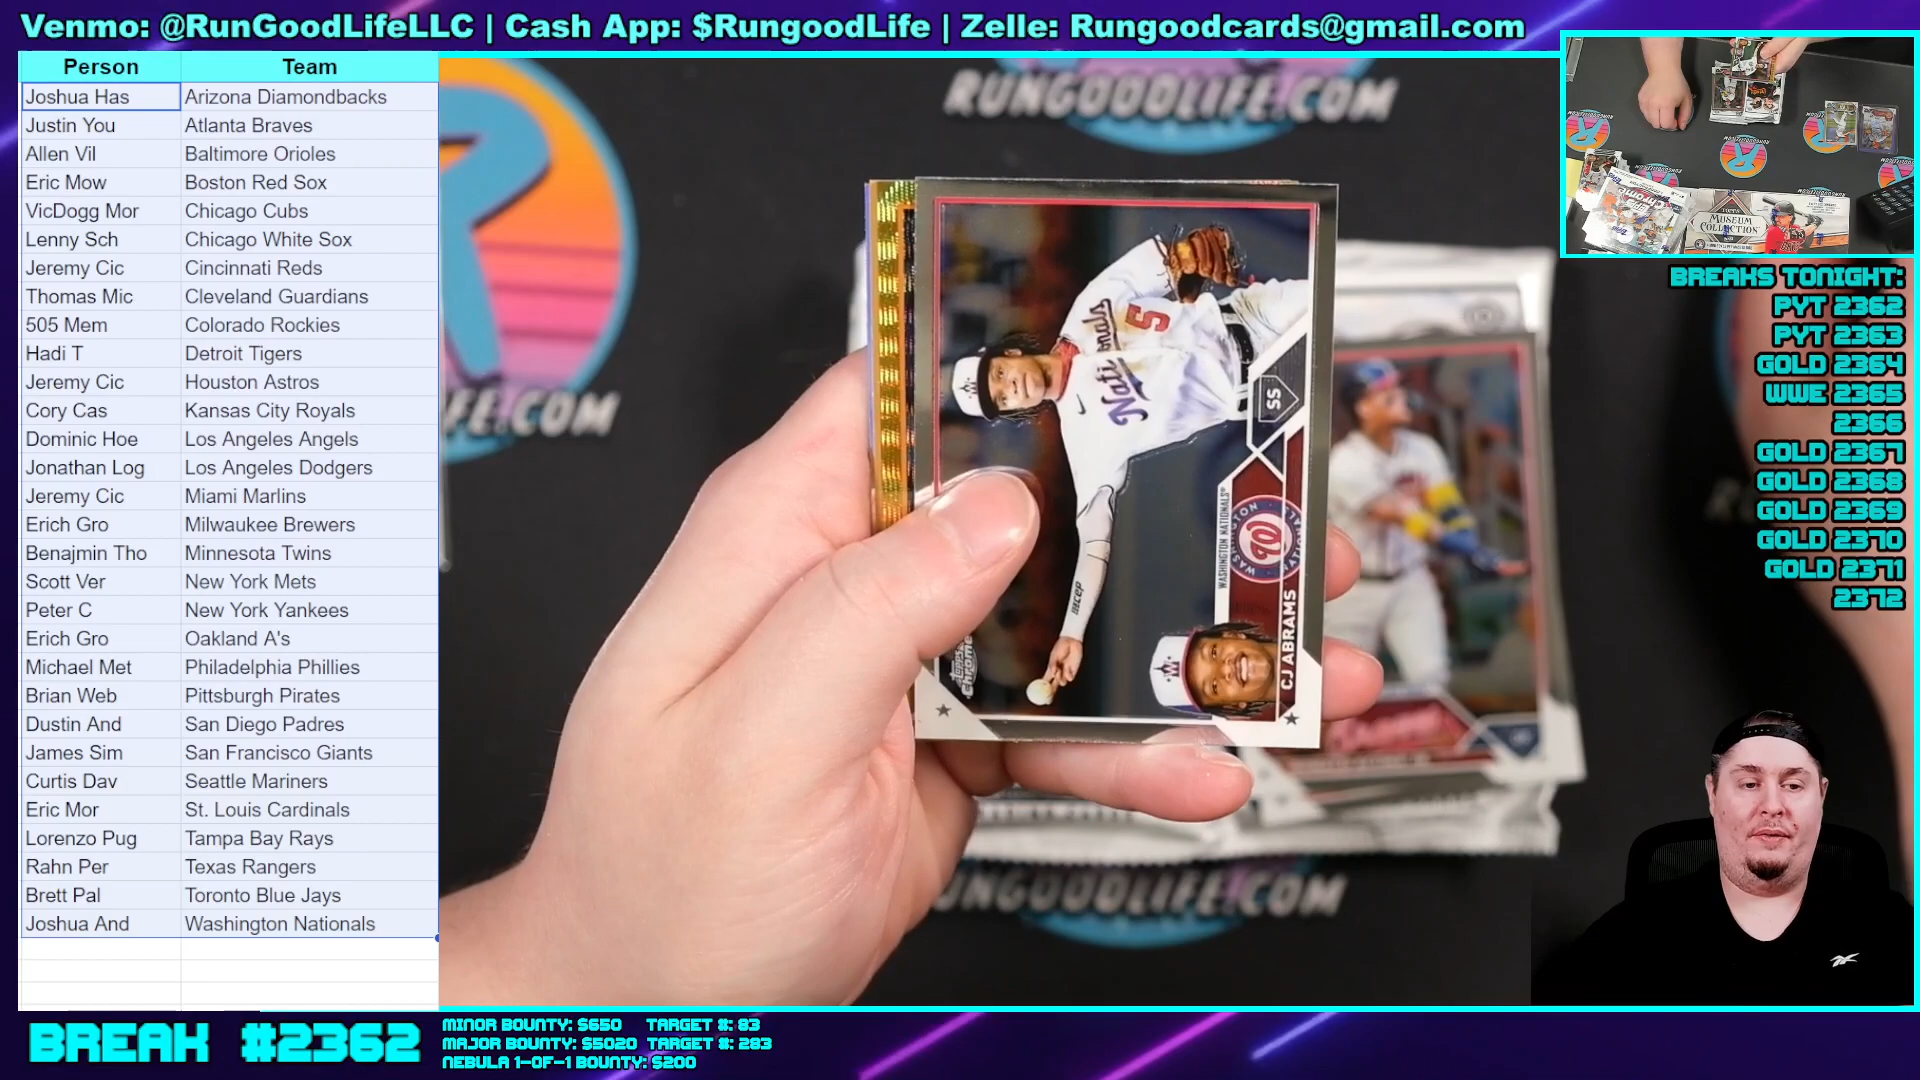 Venmo: @RunGoodLifeLLC | Cash App: $RungoodLife | Zelle: Rungoodcards@gmail.com
Person Team
Joshua Has Arizona Diamondbacks
Justin You Atlanta Braves
Allen Vil Baltimore Orioles
Eric Mow Boston Red Sox
VicDogg Mor Chicago Cubs
Lenny Sch Chicago White Sox
Jeremy Cic Cincinnati Reds
Thomas Mic Cleveland Guardians
505 Mem Colorado Rockies
Hadi T Detroit Tigers
Jeremy Cic Houston Astros
Cory Cas Kansas City Royals
Dominic Hoe Los Angeles Angels
Jonathan Log Los Angeles Dodgers
Jeremy Cic Miami Marlins
Erich Gro Milwaukee Brewers
Benajmin Tho Minnesota Twins
Scott Ver New York Mets
Peter C New York Yankees
Erich Gro Oakland A's
Michael Met Philadelphia Phillies
Brian Web Pittsburgh Pirates
Dustin And San Diego Padres
James Sim San Francisco Giants
Curtis Dav Seattle Mariners
Eric Mor St. Louis Cardinals
Lorenzo Pug Tampa Bay Rays
Rahn Per Texas Rangers
Brett Pal Toronto Blue Jays
Joshua And Washington Nationals
RUNGOODLIFE.COM
FE.COM
Nationals
5
SS
WASHINGTON NATIONALS
CJ ABRAMS
Topps Chrome
UNGOODLIFE.COM
MUSEUM
COLLECTION
BREAKS TONIGHT:
PYT 2362
PYT 2363
GOLD 2364
WWE 2365
2366
GOLD 2367
GOLD 2368
GOLD 2369
GOLD 2370
GOLD 2371
2372
BREAK #2362
MINOR BOUNTY: $650 TARGET #: 83
MAJOR BOUNTY: $5020 TARGET #: 283
NEBULA 1-OF-1 BOUNTY: $200